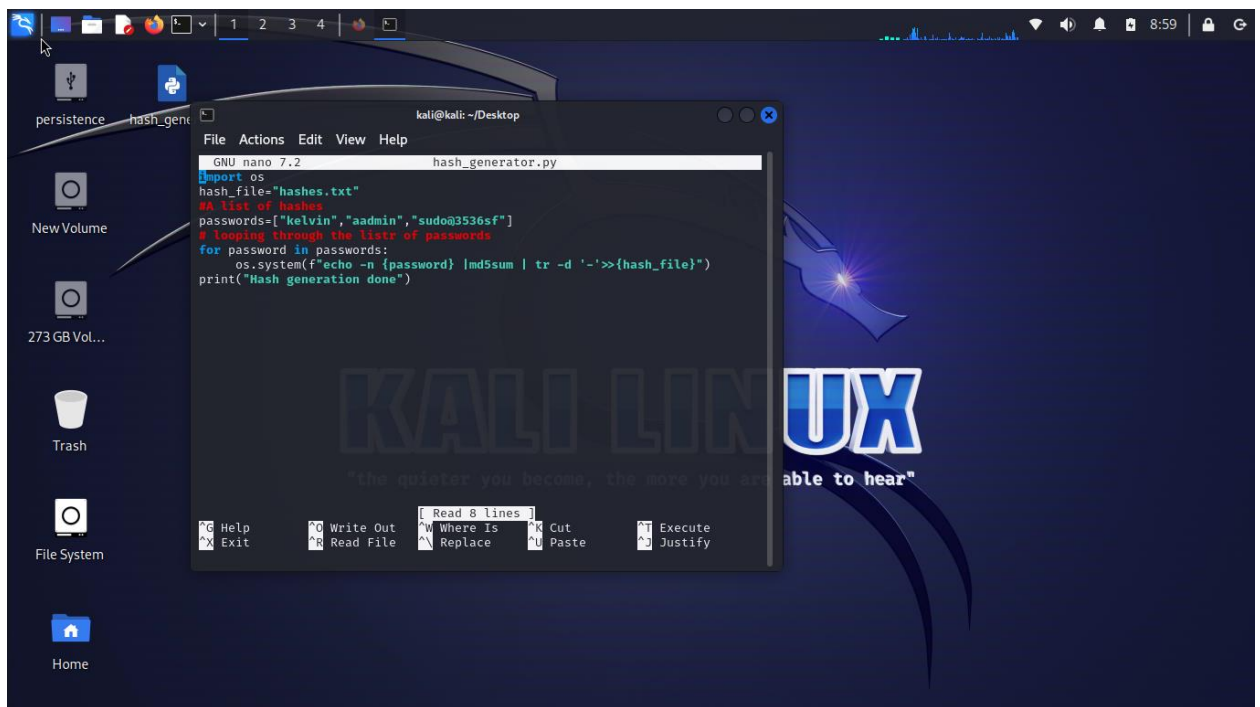 1 2 3 4
8:59
persistence
hash_gene
New Volume
273 GB Vol...
Trash
File System
Home
kali@kali: ~/Desktop
File Actions Edit View Help
GNU nano 7.2 hash_generator.py
import os
hash_file="hashes.txt"
#A list of hashes
passwords=["kelvin","aadmin","sudo@3536sf"]
# looping through the listr of passwords
for password in passwords:
     os.system(f"echo -n {password} |md5sum | tr -d '-'>>{hash_file}")
print("Hash generation done")
[ Read 8 lines ]
^G Help ^O Write Out ^W Where Is ^K Cut ^T Execute
^X Exit ^R Read File ^\ Replace ^U Paste ^J Justify
KALI LINUX
"the quieter you become, the more you are able to hear"